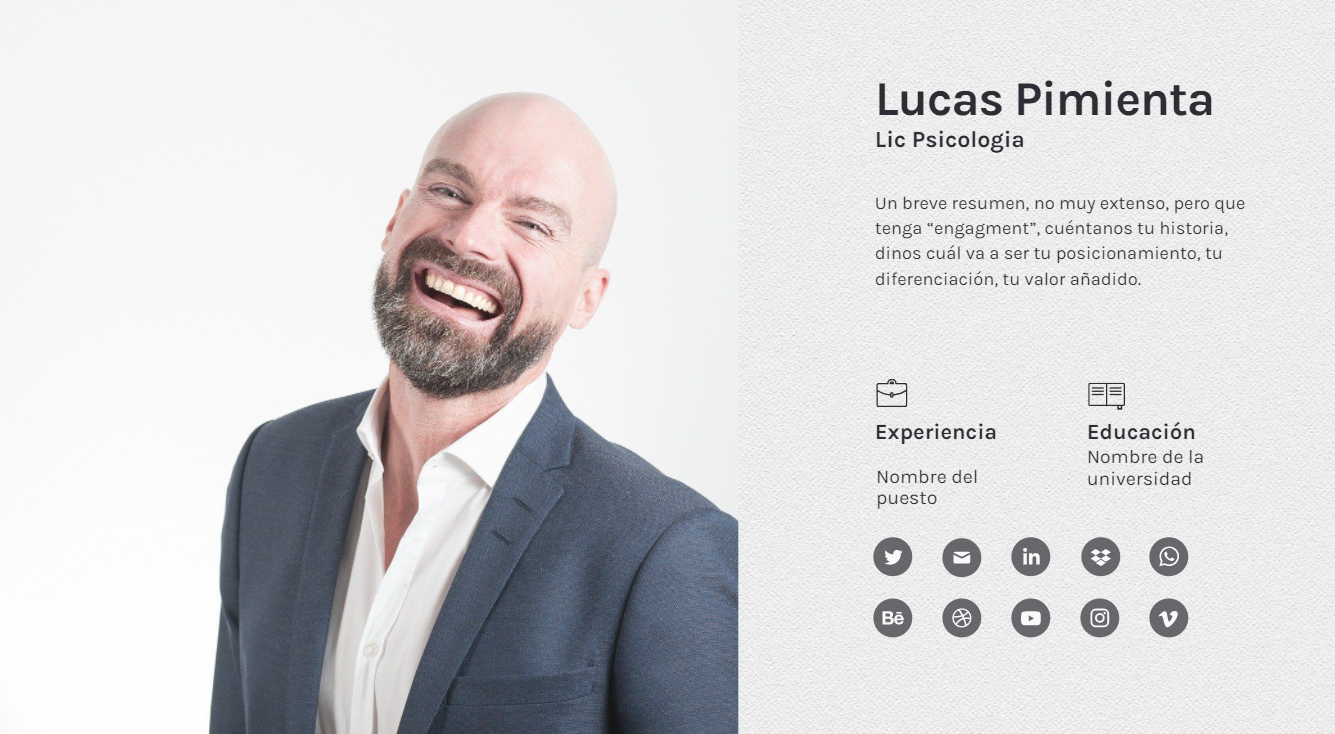 Lucas Pimienta
Lic Psicologia
Un breve resumen, no muy extenso, pero que
tenga “engagment”, cuéntanos tu historia,
dinos cuál va a ser tu posicionamiento, tu
diferenciación, tu valor añadido.
Experiencia
Nombre del
puesto
Educación
Nombre de la
universidad
in
Bē